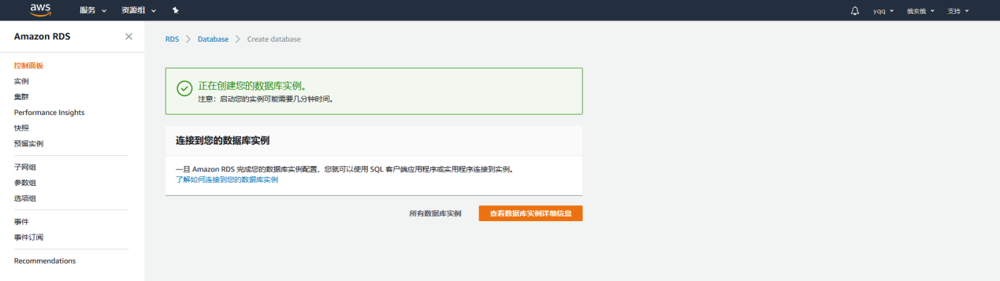 aws
服务
资源组
yqq
俄亥俄
支持
Amazon RDS
RDS > Database > Create database
控制面板
实例
集群
Performance Insights
快照
预留实例
子网组
参数组
选项组
事件
事件订阅
Recommendations
正在创建您的数据库实例。
注意：启动您的实例可能需要几分钟时间。
连接到您的数据库实例
一旦 Amazon RDS 完成您的数据库实例配置，您就可以使用 SQL 客户端应用程序或实用程序连接到实例。
了解如何连接到您的数据库实例
所有数据库实例
查看数据库实例详细信息